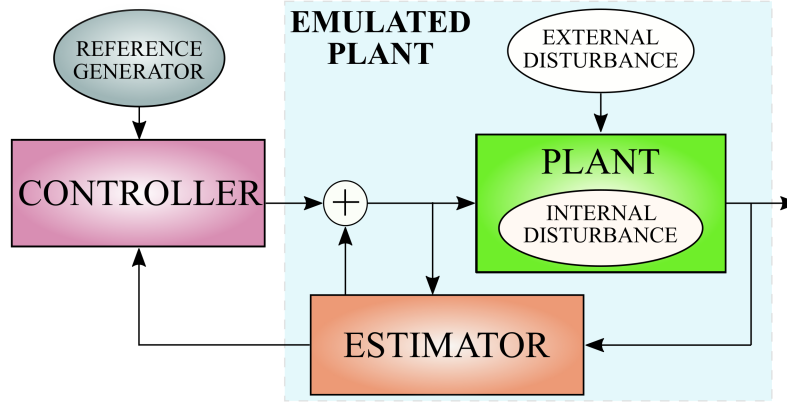 REFERENCE
GENERATOR
EMULATED
PLANT
EXTERNAL
DISTURBANCE
CONTROLLER
+
PLANT
INTERNAL
DISTURBANCE
ESTIMATOR